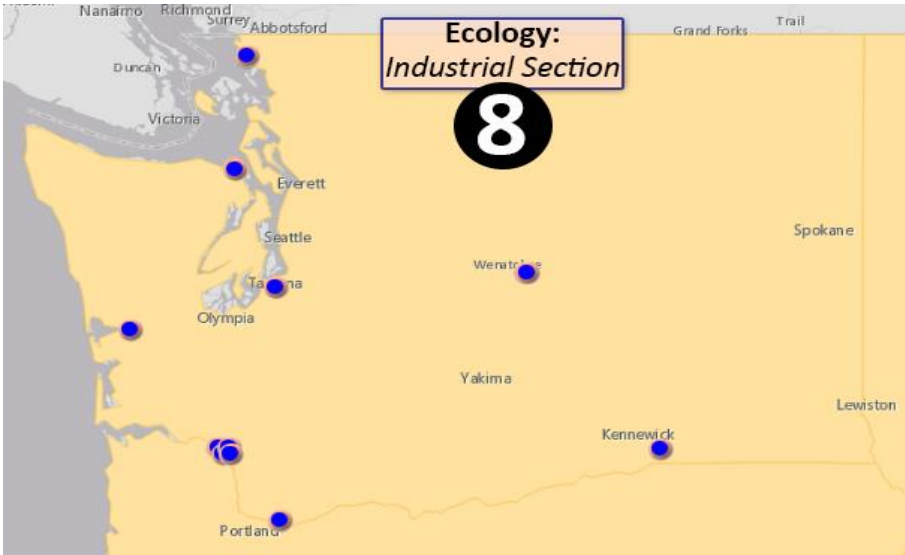 Nanaimo
Richmond
Surrey
Abbotsford
Ecology:
Industrial Section
8
Grand Forks
Trail
Duncan
Victoria
Everett
Seattle
Spokane
Olympia
Yakima
Lewiston
Kennewick
Portland